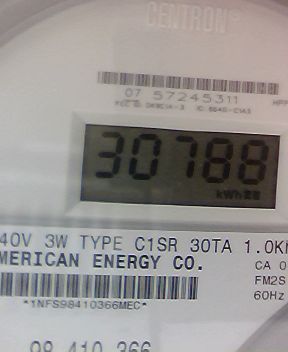 CENTRON®
07 57245311
30788
kWh
40V 3W TYPE C1SR 30TA 1.0K
MERICAN ENERGY CO.
CA 0
FM2S
60Hz
*1NFS98410366MEC*
98 410 366